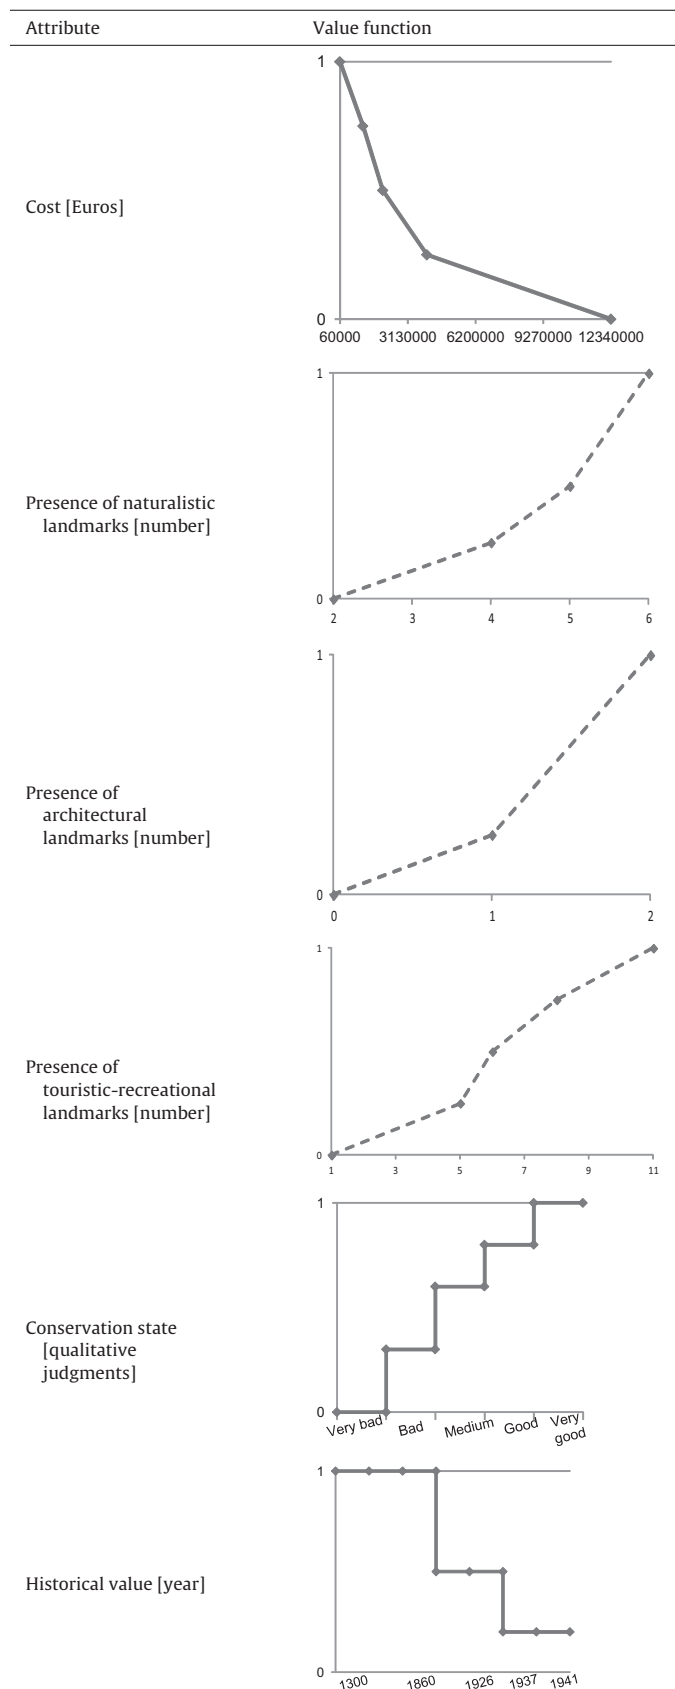 Attribute Value function
1
Cost [Euros]
0
60000 3130000 6200000 9270000 12340000
1
Presence of naturalistic
landmarks [number]
0
2 3 4 5 6
1
Presence of
architectural
landmarks [number]
0
0 1 2
1
Presence of
touristic-recreational
landmarks [number]
0
1 3 5 7 9 11
1
Conservation state
[qualitative
judgments]
0
Very bad Bad Medium Good Very good
1
Historical value [year]
0
1300 1860 1926 1937 1941